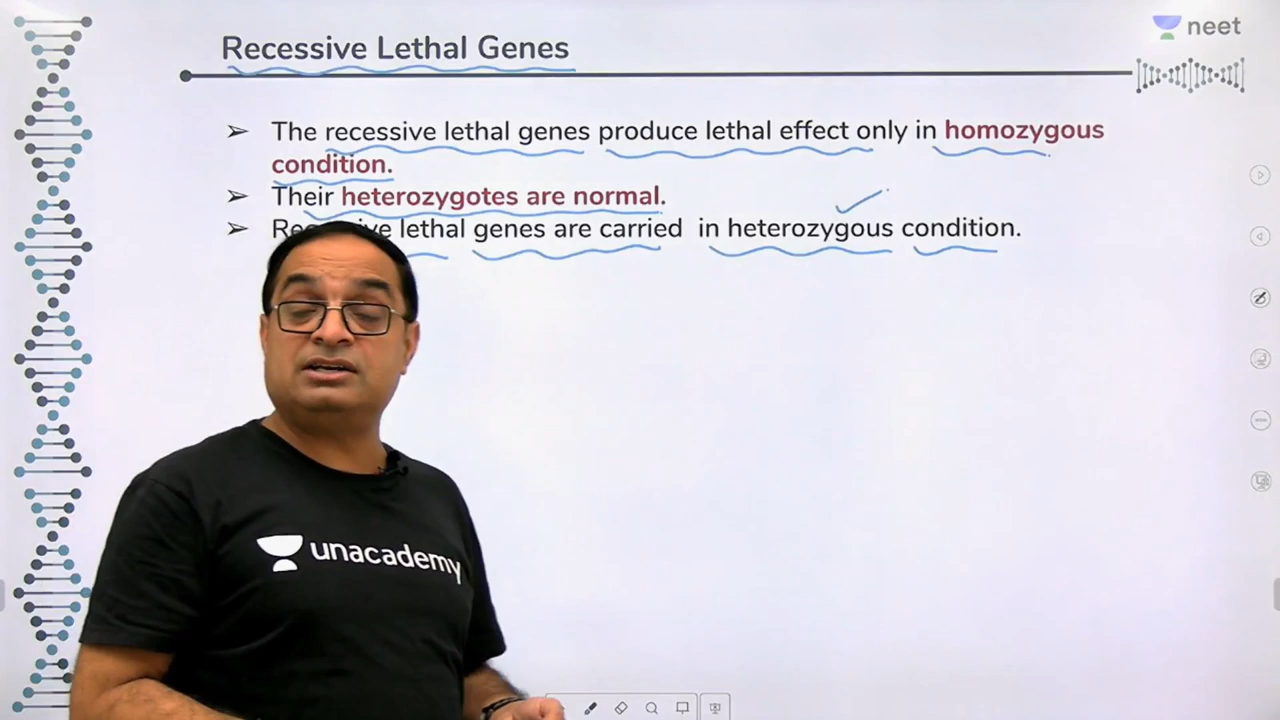 Recessive Lethal Genes
neet
➢ The recessive lethal genes produce lethal effect only in homozygous
condition.
➢ Their heterozygotes are normal.
➢ lethal genes are carried in heterozygous condition.
unacademy